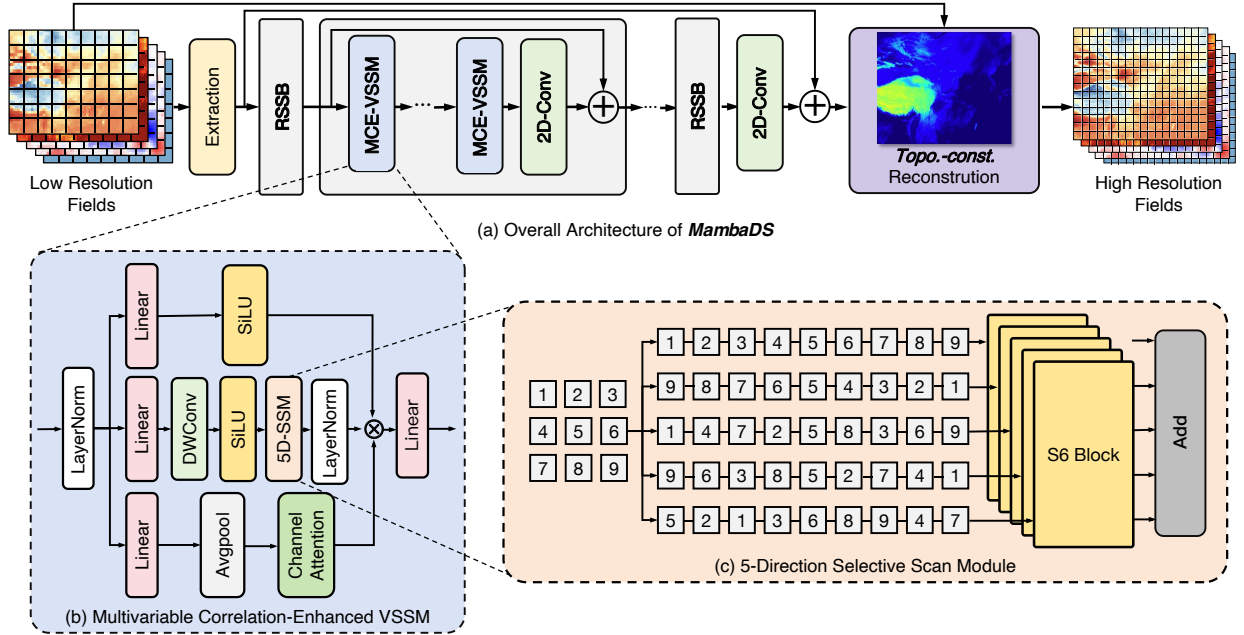 Low Resolution
Fields
Extraction
RSSB
MCE-VSSM
...
MCE-VSSM
2D-Conv
...
RSSB
2D-Conv
Topo.-const.
Reconstrution
High Resolution
Fields
(a) Overall Architecture of MambaDS
LayerNorm
Linear
SiLU
Linear
DWConv
SiLU
5D-SSM
LayerNorm
Linear
Linear
Avgpool
Channel
Attention
(b) Multivariable Correlation-Enhanced VSSM
1 2 3
4 5 6
7 8 9
1 2 3 4 5 6 7 8 9
9 8 7 6 5 4 3 2 1
1 4 7 2 5 8 3 6 9
9 6 3 8 5 2 7 4 1
5 2 1 3 6 8 9 4 7
S6 Block
Add
(c) 5-Direction Selective Scan Module